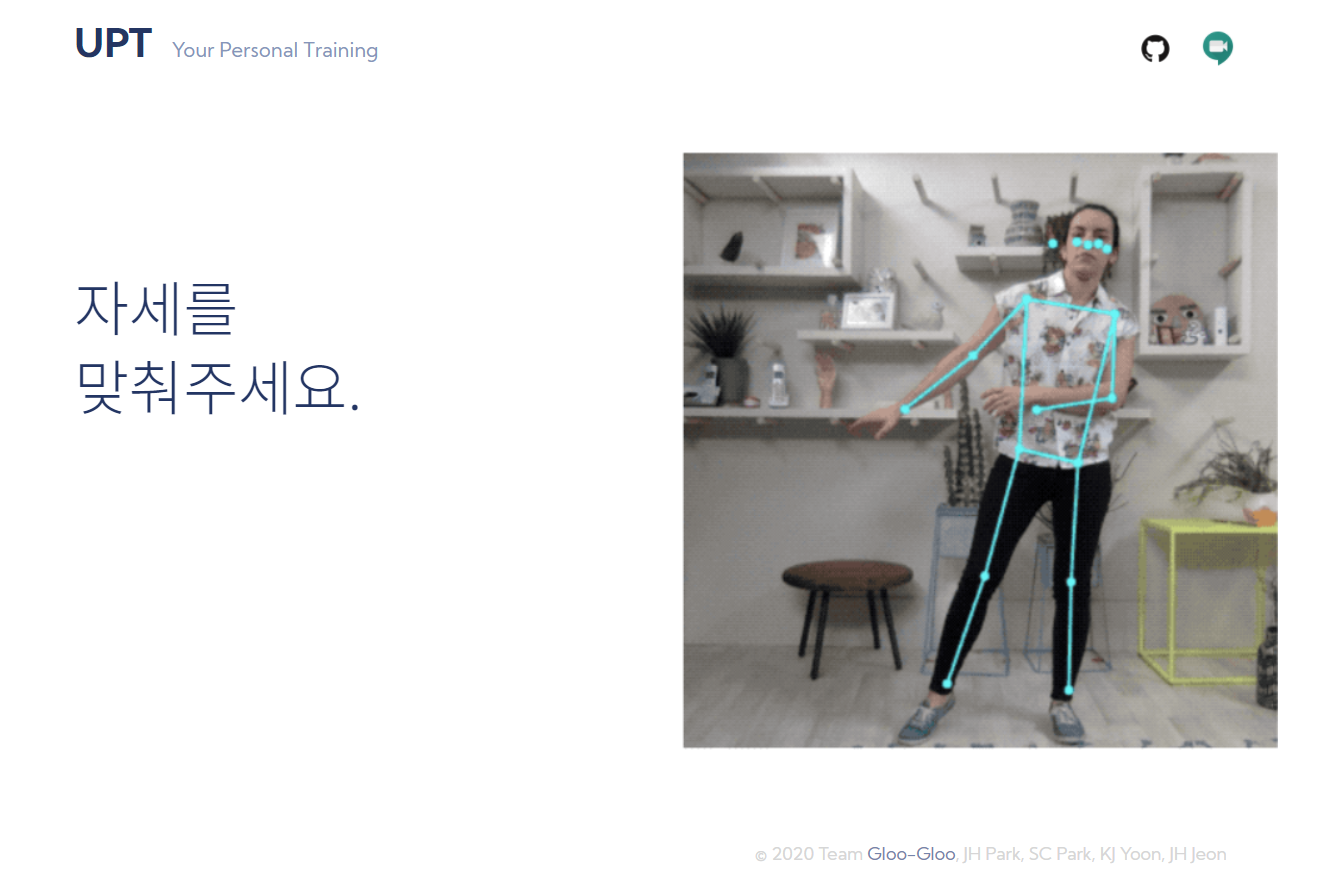 UPT Your Personal Training
자세를
맞춰주세요.
© 2020 Team Gloo-Gloo, JH Park, SC Park, KJ Yoon, JH Jeon